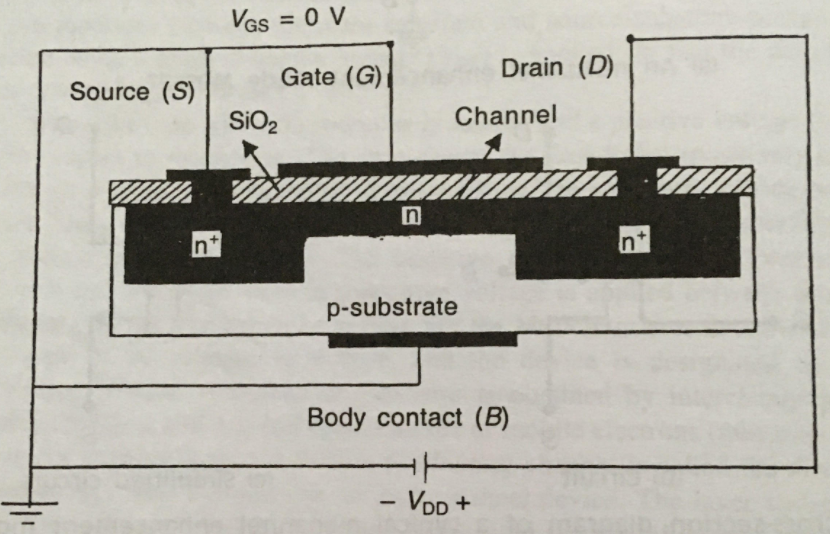 V_GS = 0 V
Source (S)
Gate (G)
Drain (D)
SiO₂
Channel
n
n⁺
n⁺
p-substrate
Body contact (B)
− V_DD +